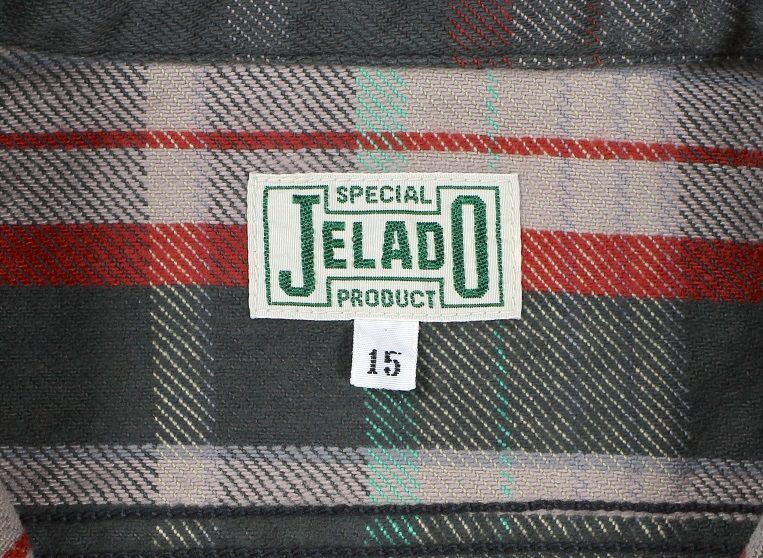 SPECIAL
JELADO
PRODUCT
15